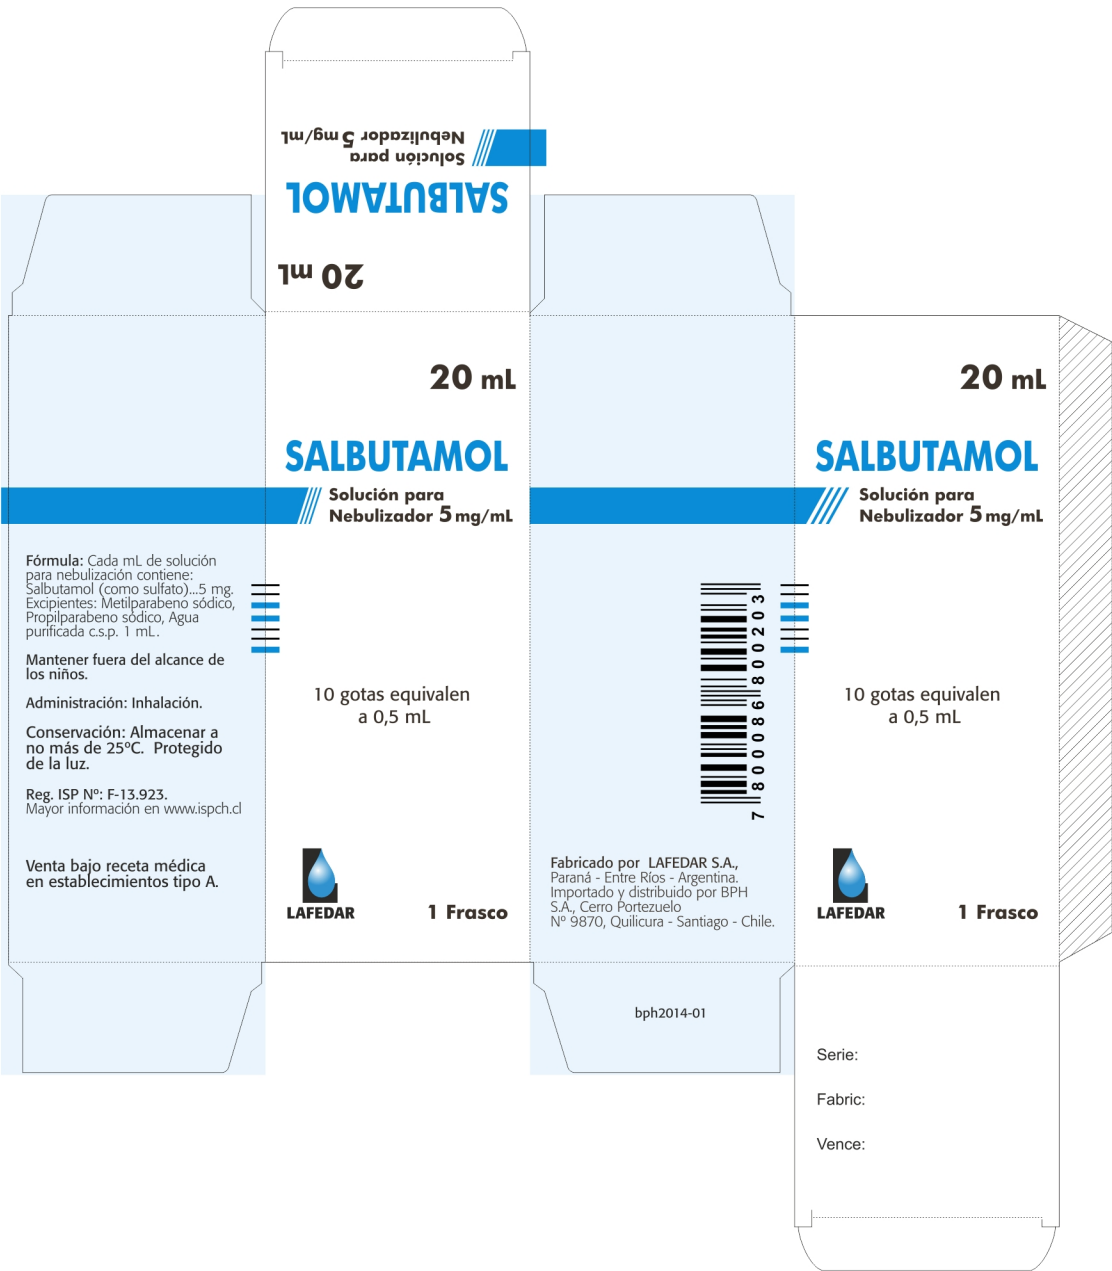 Solución para
Nebulizador 5 mg/mL
SALBUTAMOL
20 mL
Fórmula: Cada mL de solución
para nebulización contiene:
Salbutamol (como sulfato)...5 mg.
Excipientes: Metilparabeno sódico,
Propilparabeno sódico, Agua
purificada c.s.p. 1 mL.
Mantener fuera del alcance de
los niños.
Administración: Inhalación.
Conservación: Almacenar a
no más de 25ºC. Protegido
de la luz.
Reg. ISP Nº: F-13.923.
Mayor información en www.ispch.cl
Venta bajo receta médica
en establecimientos tipo A.
20 mL
SALBUTAMOL
Solución para
Nebulizador 5 mg/mL
10 gotas equivalen
a 0,5 mL
LAFEDAR
1 Frasco
7800086800203
Fabricado por LAFEDAR S.A.,
Paraná - Entre Ríos - Argentina.
Importado y distribuido por BPH
S.A., Cerro Portezuelo
Nº 9870, Quilicura - Santiago - Chile.
bph2014-01
20 mL
SALBUTAMOL
Solución para
Nebulizador 5 mg/mL
10 gotas equivalen
a 0,5 mL
LAFEDAR
1 Frasco
Serie:
Fabric:
Vence: